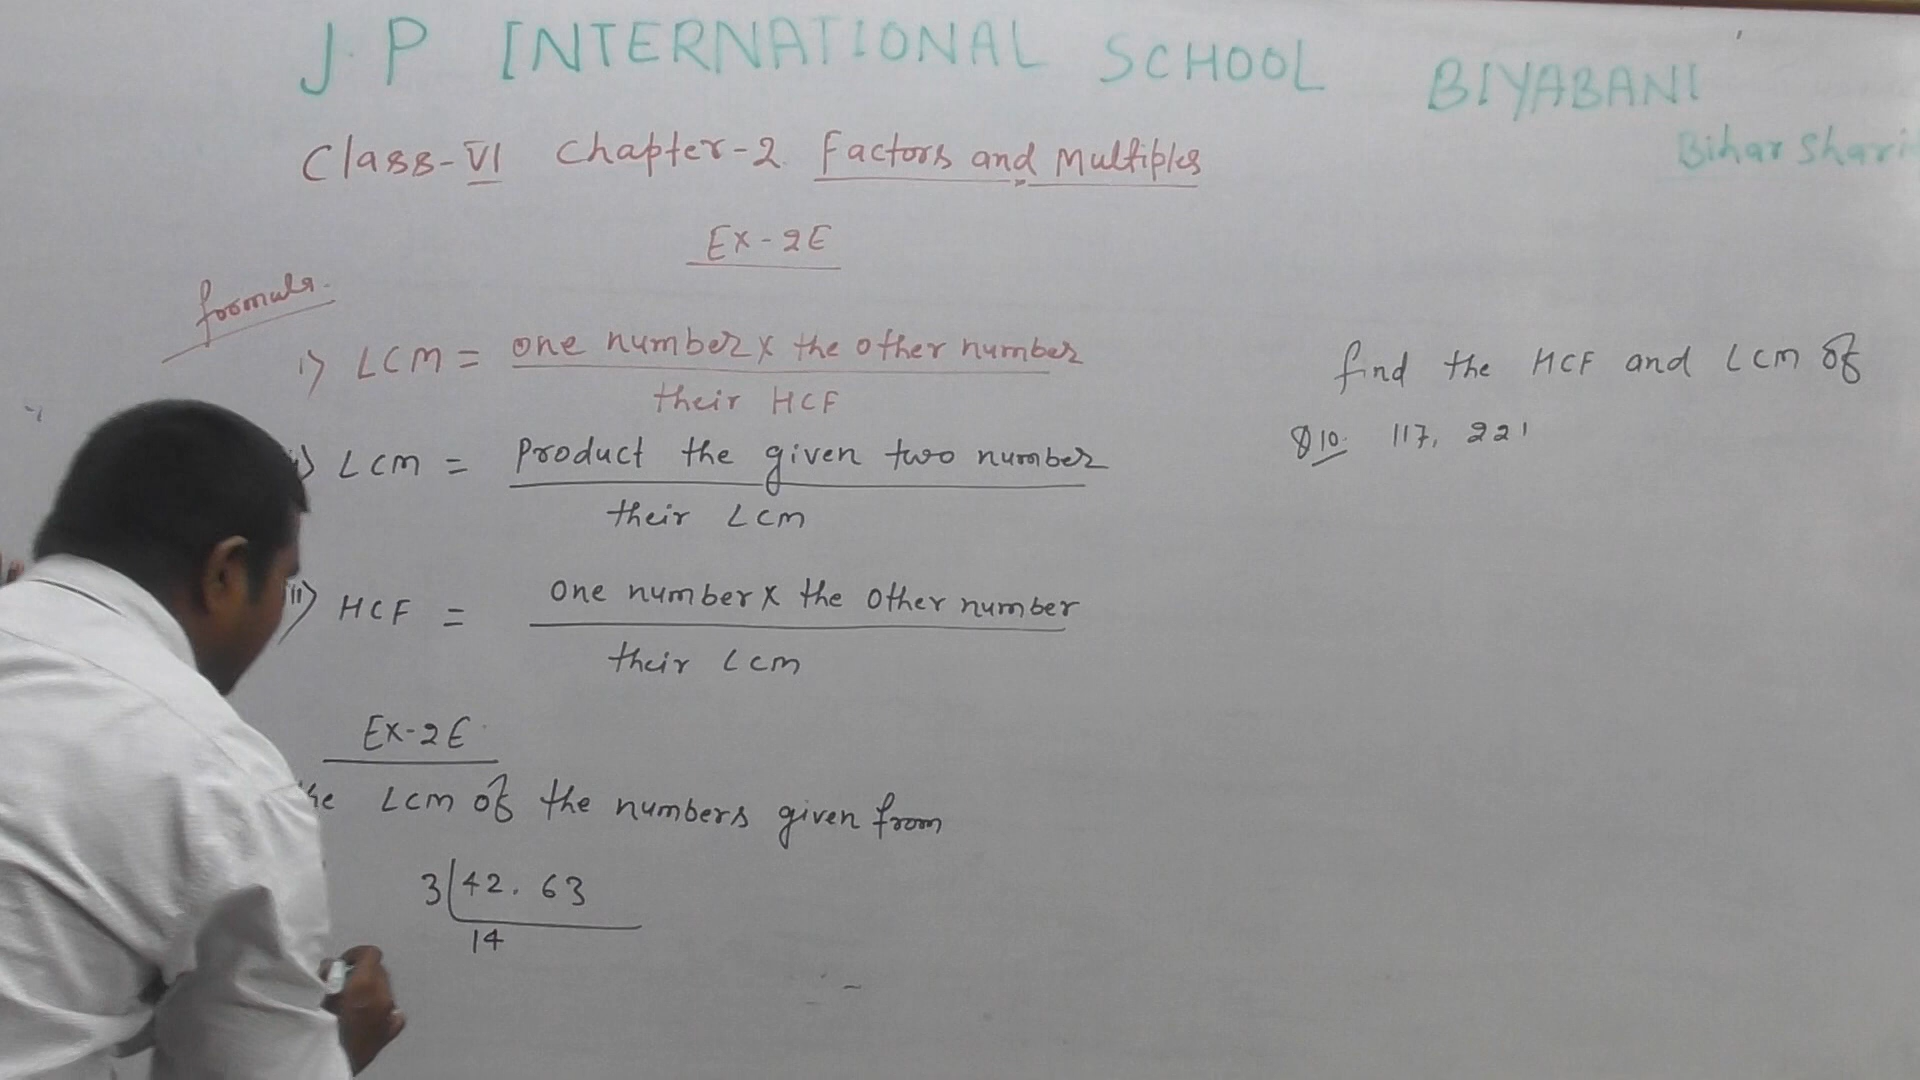 J.P INTERNATIONAL SCHOOL BIYABANI
Bihar Shari
Class-VI Chapter-2 Factors and Multiples
Ex-2E
formula.
i) LCM = one number x the other number
their HCF
) LCM = Product the given two number
their LCM
ii) HCF = one number x the other number
their LCM
Ex-2E
he LCM of the numbers given from
3 42, 63
14
find the HCF and LCM of
Q10. 117, 221